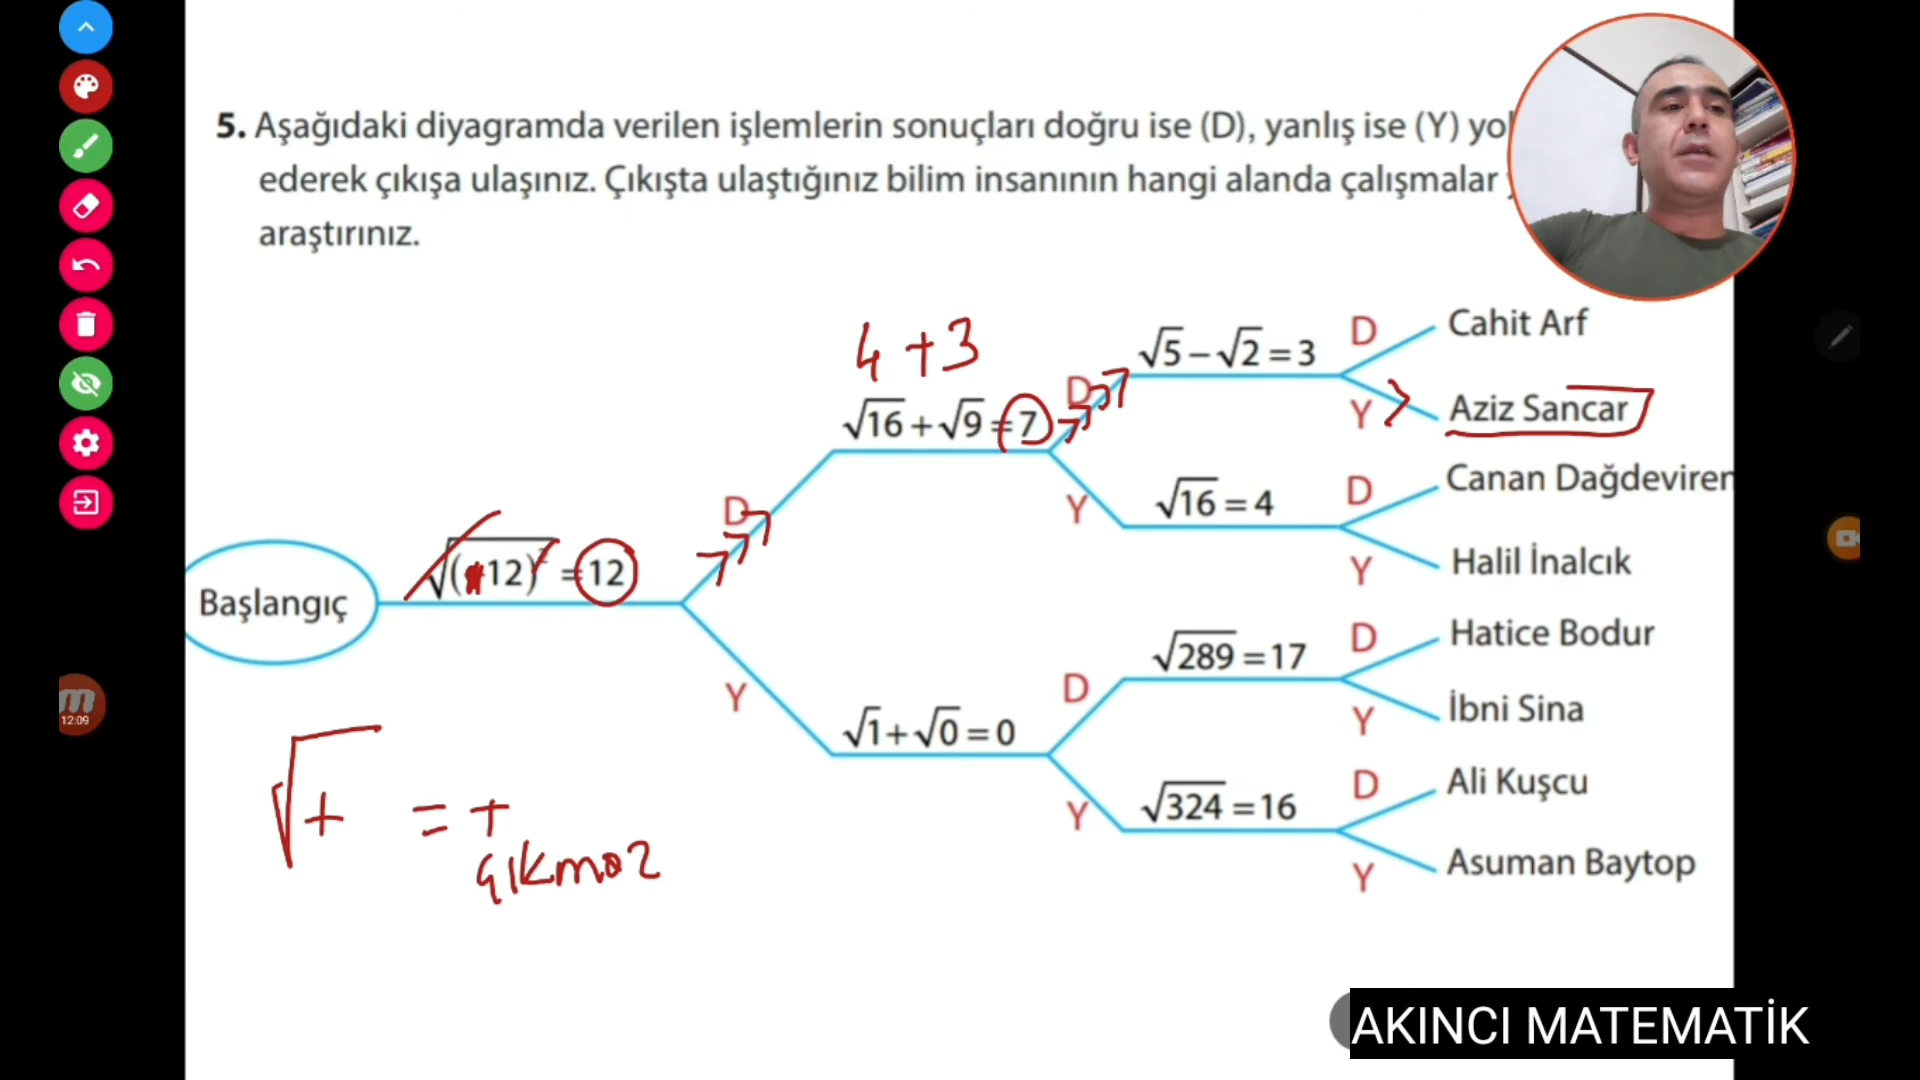 5. Aşağıdaki diyagramda verilen işlemlerin sonuçları doğru ise (D), yanlış ise (Y) yol
ederek çıkışa ulaşınız. Çıkışta ulaştığınız bilim insanının hangi alanda çalışmalar
araştırınız.
4 + 3
√5 − √2 = 3
D
Cahit Arf
Y
Aziz Sancar
√16 + √9 = 7
D
Y
√16 = 4
D
Canan Dağdeviren
Y
Halil İnalcık
Başlangıç
√(-12)² = 12
D
Y
√289 = 17
D
Hatice Bodur
Y
İbni Sina
√1 + √0 = 0
D
Y
√324 = 16
D
Ali Kuşcu
Y
Asuman Baytop
√+ = +
çıkmaz
m
12:09
AKINCI MATEMATİK